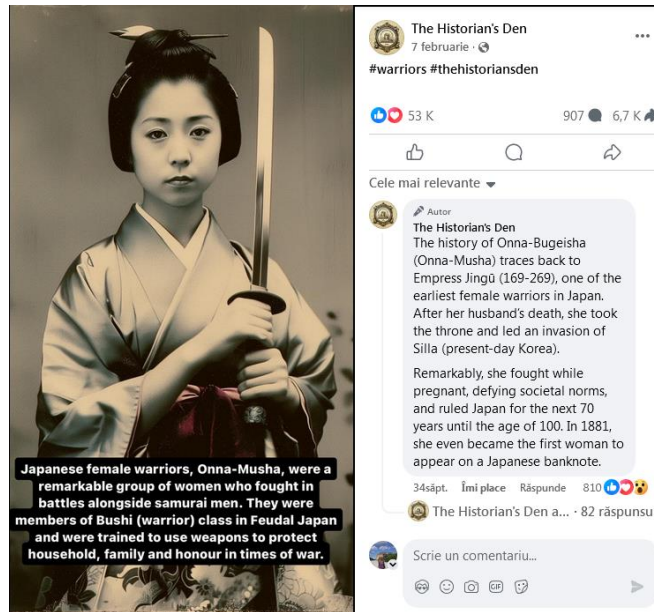 Japanese female warriors, Onna-Musha, were a
remarkable group of women who fought in
battles alongside samurai men. They were
members of Bushi (warrior) class in Feudal Japan
and were trained to use weapons to protect
household, family and honour in times of war.
The Historian's Den
7 februarie
#warriors #thehistoriansden
53 K
907
6,7 K
Cele mai relevante
Autor
The Historian's Den
The history of Onna-Bugeisha
(Onna-Musha) traces back to
Empress Jingū (169-269), one of the
earliest female warriors in Japan.
After her husband's death, she took
the throne and led an invasion of
Silla (present-day Korea).
Remarkably, she fought while
pregnant, defying societal norms,
and ruled Japan for the next 70
years until the age of 100. In 1881,
she even became the first woman to
appear on a Japanese banknote.
34săpt. Îmi place Răspunde 810
The Historian's Den a... · 82 răspunsu
Scrie un comentariu...
GIF